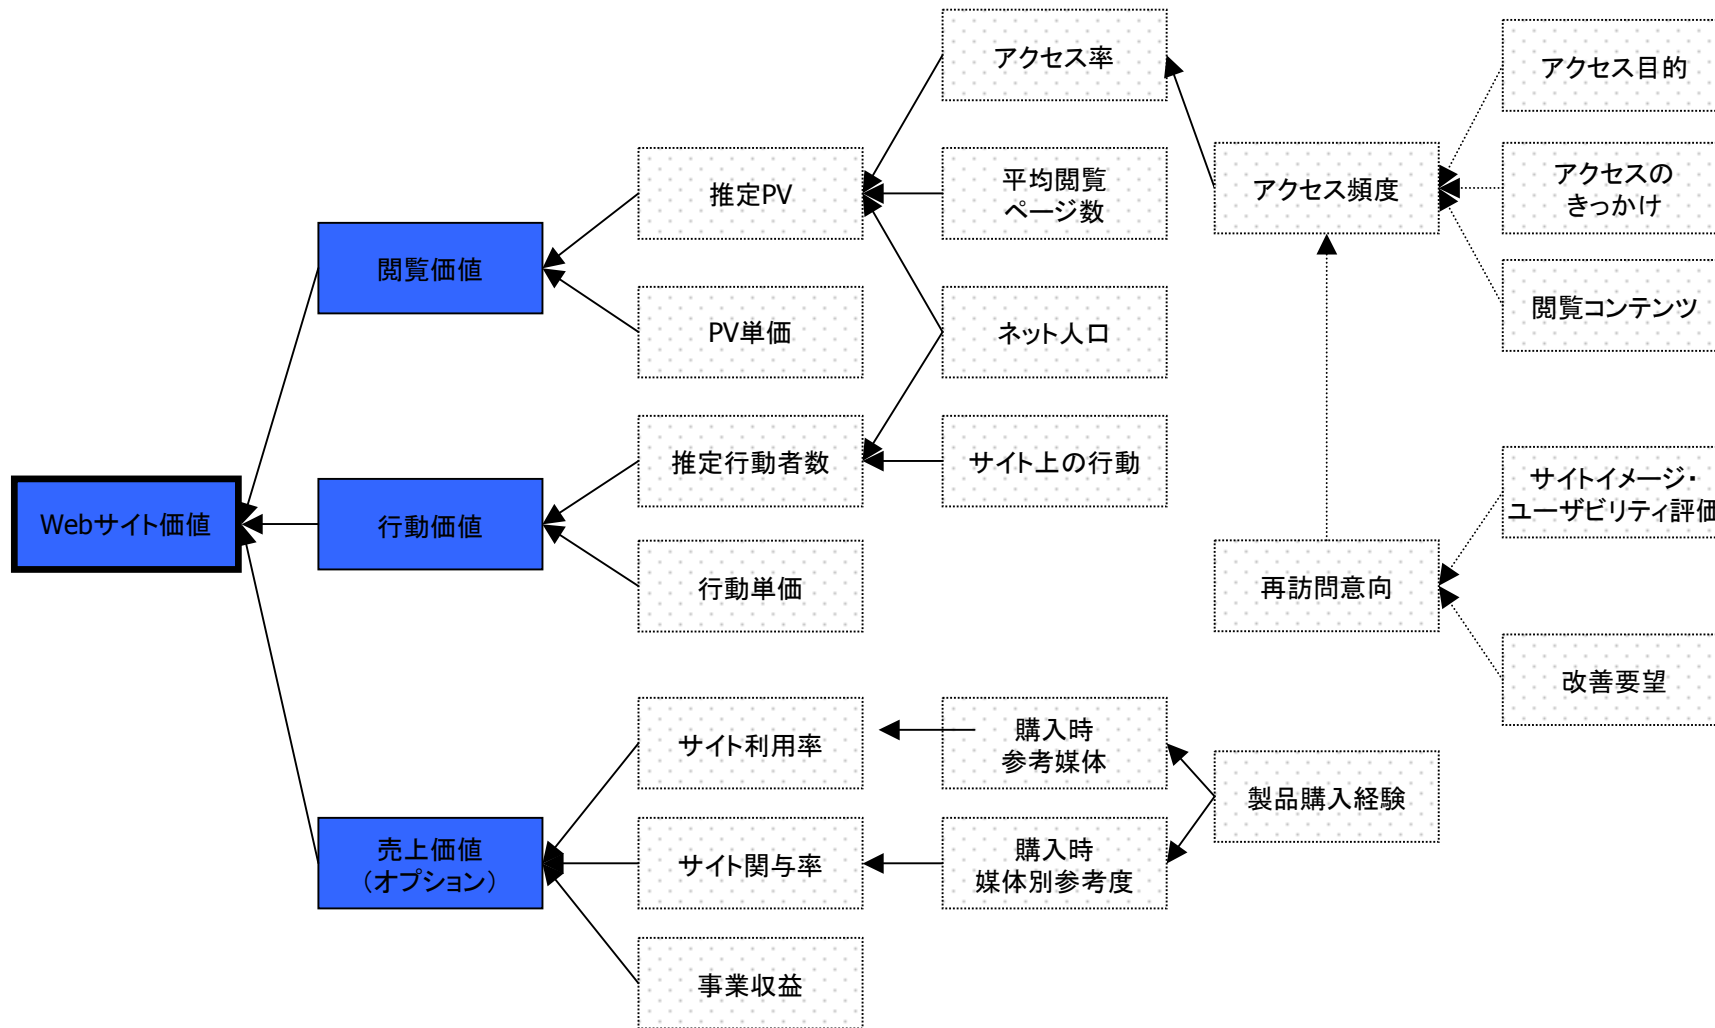 アクセス率
アクセス目的
推定PV
平均閲覧
ページ数
アクセス頻度
アクセスの
きっかけ
閲覧価値
PV単価
ネット人口
閲覧コンテンツ
推定行動者数
サイト上の行動
サイトイメージ・
ユーザビリティ評価
Webサイト価値
行動価値
行動単価
再訪問意向
改善要望
サイト利用率
購入時
参考媒体
製品購入経験
売上価値
（オプション）
サイト関与率
購入時
媒体別参考度
事業収益